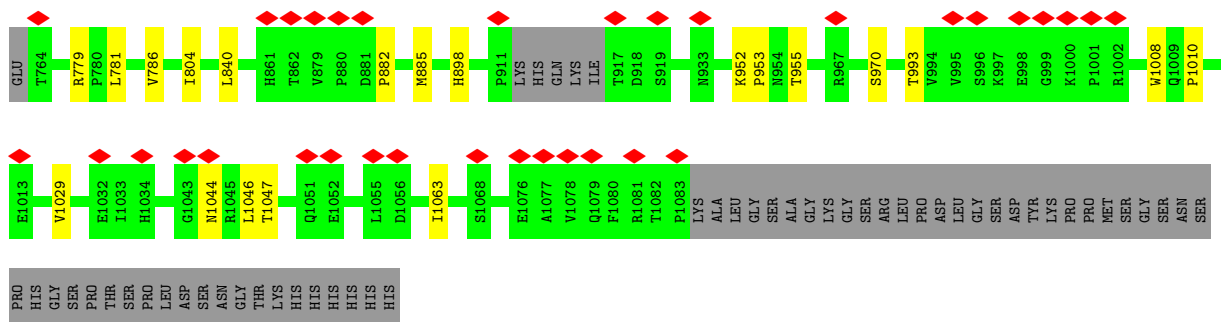 GLU T764 R779 P780 L781 V786 I804 L840 H861 T862 V879 P880 D881 P882 M885 H898 P911 LYS HIS GLN LYS ILE T917 D918 S919 N933 K952 P953 N954 T955 R967 S970 T993 V994 V995 S996 K997 E998 G999 K1000 P1001 R1002 W1008 Q1009 P1010
E1013 V1029 E1032 I1033 H1034 G1043 N1044 R1045 L1046 T1047 Q1051 E1052 L1055 D1056 I1063 S1068 E1076 A1077 V1078 Q1079 F1080 R1081 T1082 P1083 LYS ALA LEU GLY SER ALA GLY LYS GLY SER ARG LEU PRO ASP LEU GLY SER ASP TYR LYS PRO PRO MET SER GLY SER ASN SER
PRO HIS GLY SER PRO THR SER PRO LEU ASP SER ASN GLY THR LYS HIS HIS HIS HIS HIS HIS